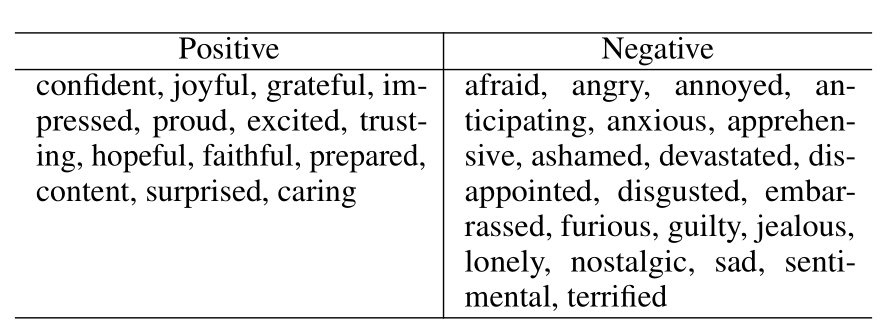 Positive
Negative
confident, joyful, grateful, im-
pressed, proud, excited, trust-
ing, hopeful, faithful, prepared,
content, surprised, caring
afraid, angry, annoyed, an-
ticipating, anxious, apprehen-
sive, ashamed, devastated, dis-
appointed, disgusted, embar-
rassed, furious, guilty, jealous,
lonely, nostalgic, sad, senti-
mental, terrified